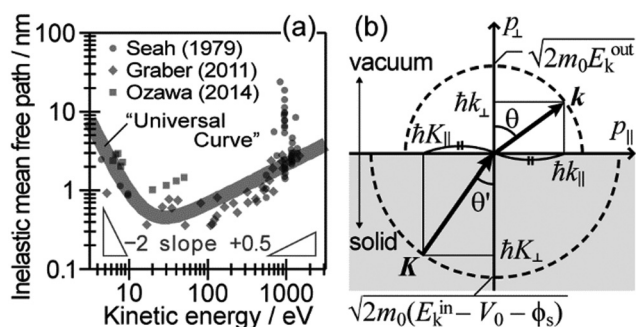 (a)
Inelastic mean free path / nm
100
10
1
0.1
● Seah (1979)
◆ Graber (2011)
■ Ozawa (2014)
“Universal
Curve”
−2 slope +0.5
10 100 1000
Kinetic energy / eV
(b)
p⊥
√2m₀Eₖᵒᵘᵗ
vacuum
ħk⊥
θ
k
ħK∥
p∥
ħk∥
θ'
solid
K
ħK⊥
√2m₀(Eₖⁱⁿ − V₀ − ϕₛ)